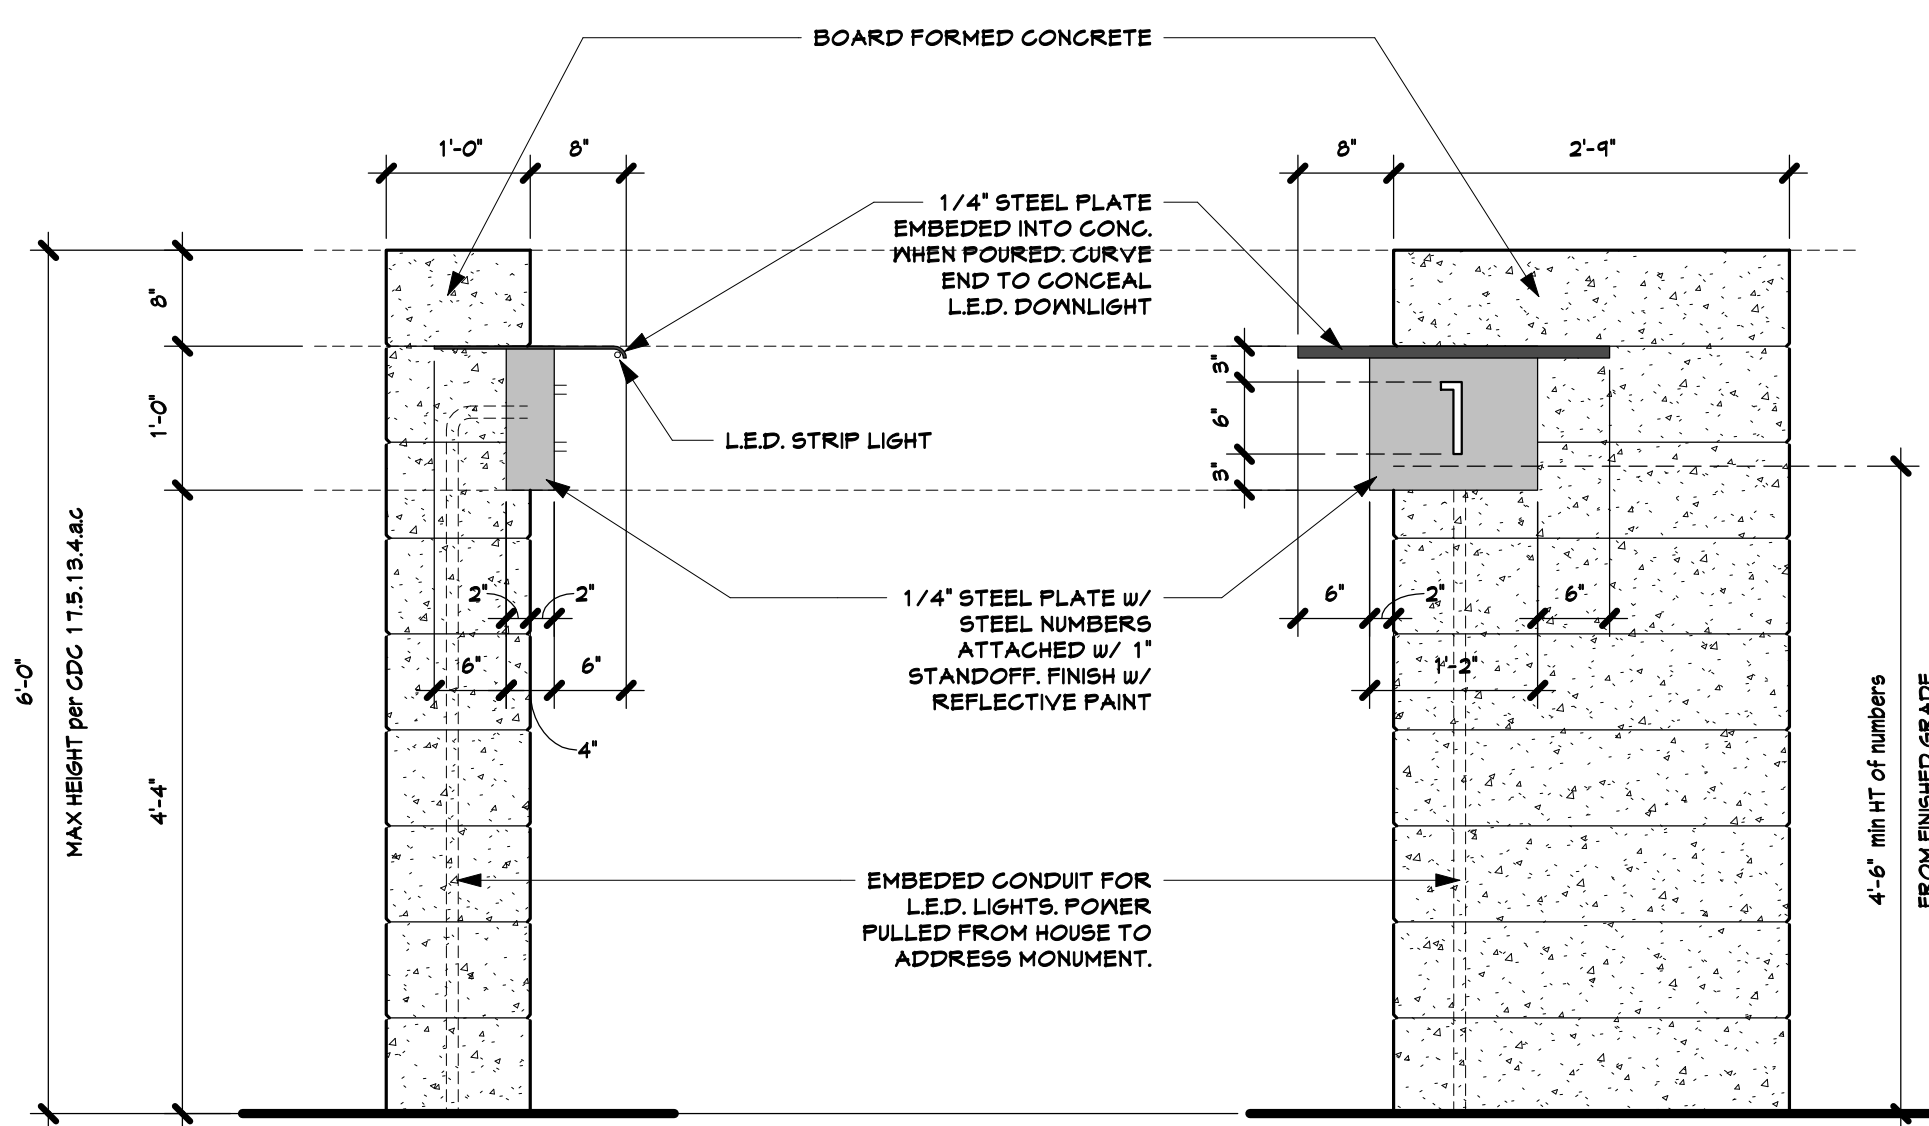 BOARD FORMED CONCRETE
1'-0"
8"
8"
2'-9"
1/4" STEEL PLATE
EMBEDED INTO CONC.
WHEN POURED. CURVE
END TO CONCEAL
L.E.D. DOWNLIGHT
8"
1'-0"
4'-4"
6'-0"
MAX HEIGHT per CDC 17.5.13.4.a.c
L.E.D. STRIP LIGHT
3"
6"
3"
1
2"
2"
6"
6"
4"
1/4" STEEL PLATE w/
STEEL NUMBERS
ATTACHED w/ 1"
STANDOFF. FINISH w/
REFLECTIVE PAINT
6"
2"
6"
1'-2"
EMBEDED CONDUIT FOR
L.E.D. LIGHTS. POWER
PULLED FROM HOUSE TO
ADDRESS MONUMENT.
4'-6" min HT of numbers
FROM FINISHED GRADE